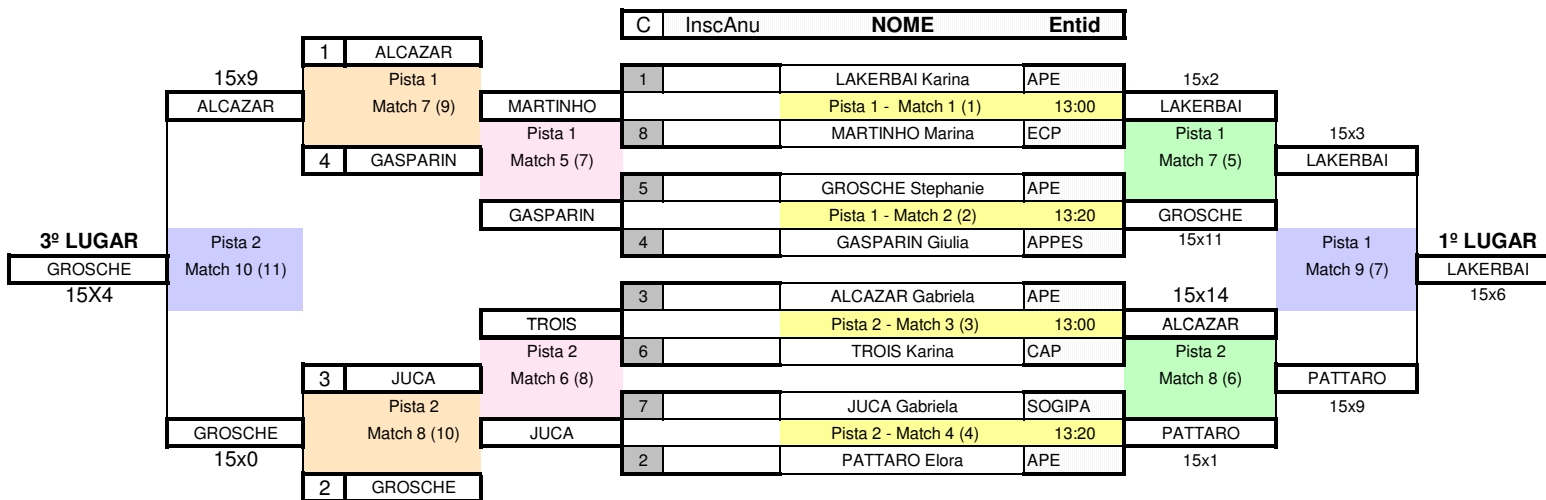 C InscAnu NOME Entid
1 ALCAZAR
15x9 Pista 1 1 LAKERBAI Karina APE 15x2
ALCAZAR Match 7 (9) MARTINHO Pista 1 - Match 1 (1) 13:00 LAKERBAI
Pista 1 8 MARTINHO Marina ECP Pista 1 15x3
4 GASPARIN Match 5 (7) Match 7 (5) LAKERBAI
5 GROSCHE Stephanie APE
GASPARIN Pista 1 - Match 2 (2) 13:20 GROSCHE
3º LUGAR Pista 2 4 GASPARIN Giulia APPES 15x11 Pista 1 1º LUGAR
GROSCHE Match 10 (11) Match 9 (7) LAKERBAI
15X4 3 ALCAZAR Gabriela APE 15x14 15x6
TROIS Pista 2 - Match 3 (3) 13:00 ALCAZAR
Pista 2 6 TROIS Karina CAP Pista 2
3 JUCA Match 6 (8) Match 8 (6) PATTARO
Pista 2 7 JUCA Gabriela SOGIPA 15x9
GROSCHE Match 8 (10) JUCA Pista 2 - Match 4 (4) 13:20 PATTARO
15x0 2 PATTARO Elora APE 15x1
2 GROSCHE